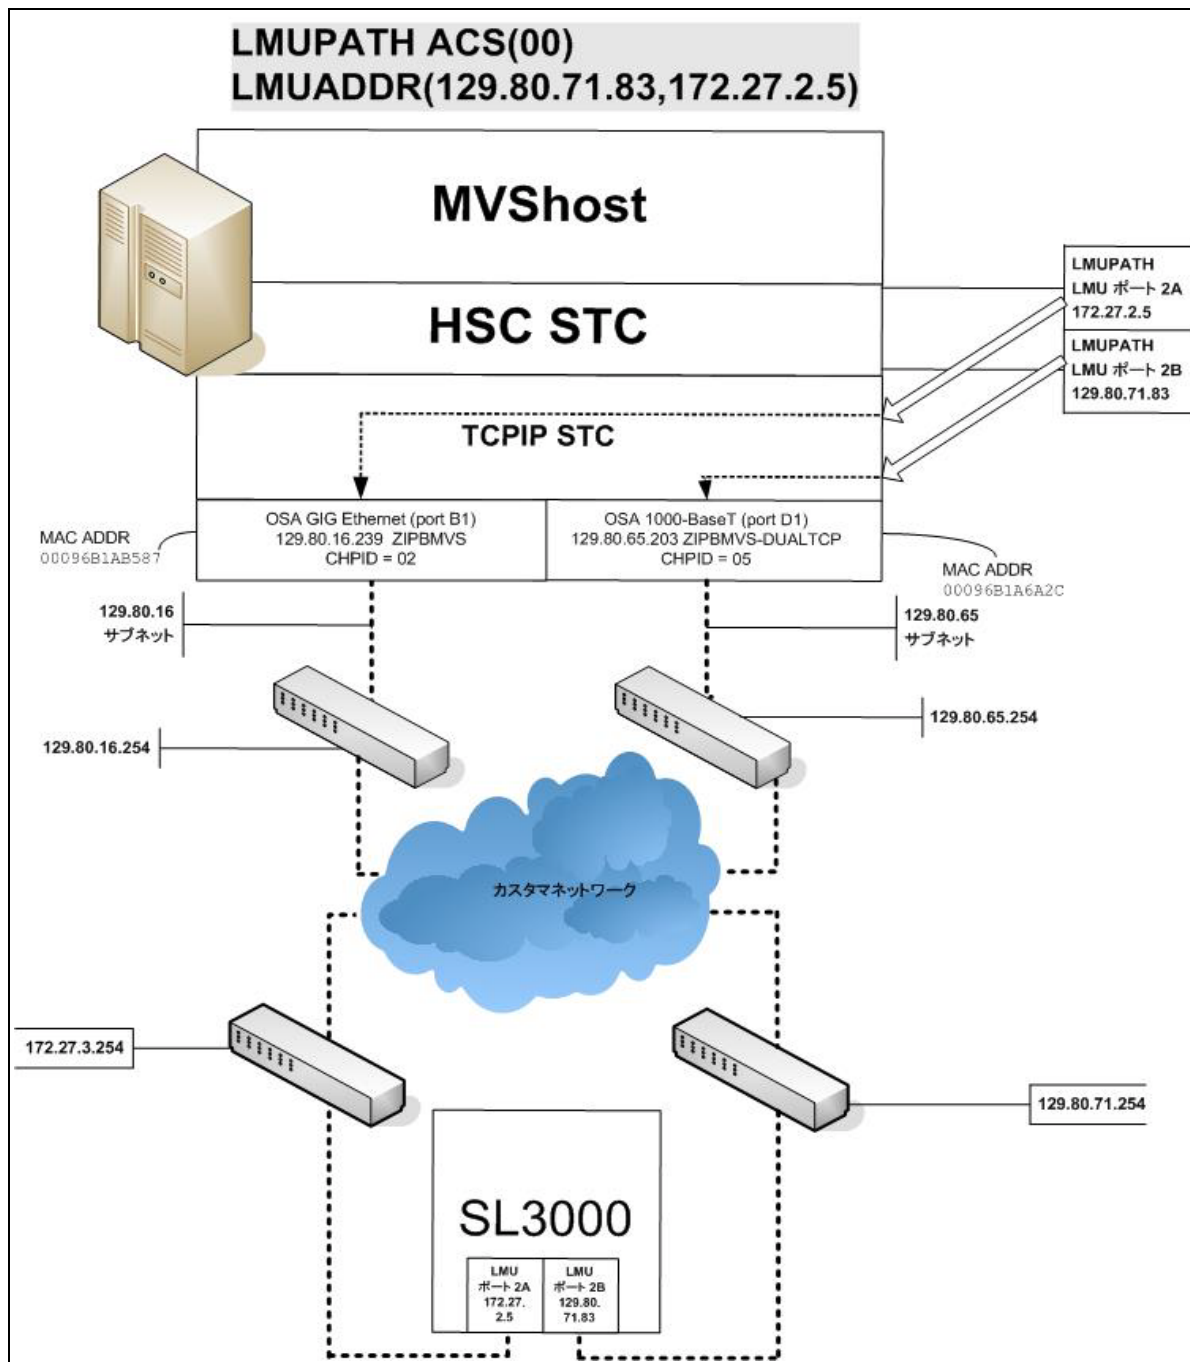 LMUPATH ACS(00)
LMUADDR(129.80.71.83,172.27.2.5)
MVShost
HSC STC
LMUPATH
LMU ポート 2A
172.27.2.5
LMUPATH
LMU ポート 2B
129.80.71.83
TCPIP STC
OSA GIG Ethernet (port B1)
129.80.16.239 ZIPBMVS
CHPID = 02
OSA 1000-BaseT (port D1)
129.80.65.203 ZIPBMVS-DUALTCP
CHPID = 05
MAC ADDR
00096B1AB587
MAC ADDR
00096B1A6A2C
129.80.16
サブネット
129.80.65
サブネット
129.80.16.254
129.80.65.254
カスタマネットワーク
172.27.3.254
129.80.71.254
SL3000
LMU
ポート 2A
172.27.
2.5
LMU
ポート 2B
129.80.
71.83